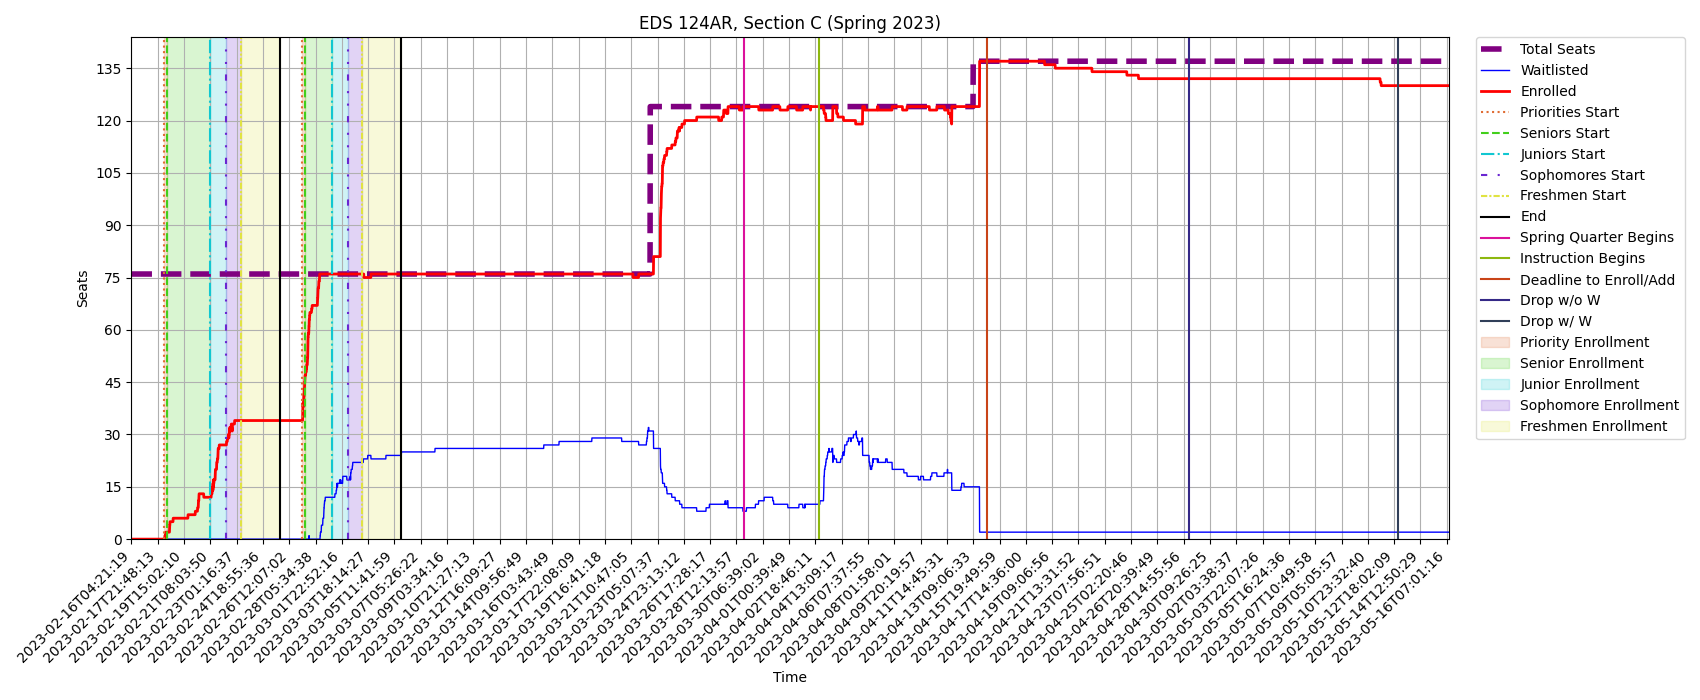 EDS 124AR, Section C (Spring 2023)
Seats
135
120
105
90
75
60
45
30
15
0
2023-02-16T04:21:19
2023-02-17T21:48:13
2023-02-19T15:02:10
2023-02-21T08:03:50
2023-02-23T01:16:37
2023-02-24T18:55:36
2023-02-26T12:07:02
2023-02-28T05:34:38
2023-03-01T22:52:16
2023-03-03T18:14:27
2023-03-05T11:41:59
2023-03-07T05:26:22
2023-03-09T03:34:16
2023-03-10T21:27:13
2023-03-12T16:09:27
2023-03-14T09:56:49
2023-03-16T03:43:49
2023-03-17T22:08:09
2023-03-19T16:41:18
2023-03-21T10:47:05
2023-03-23T05:07:37
2023-03-24T23:13:12
2023-03-26T17:28:17
2023-03-28T12:13:57
2023-03-30T06:39:02
2023-04-01T00:39:49
2023-04-02T18:46:11
2023-04-04T13:09:17
2023-04-06T07:37:55
2023-04-08T01:58:01
2023-04-09T20:19:57
2023-04-11T14:45:31
2023-04-13T09:06:33
2023-04-15T19:49:59
2023-04-17T14:36:00
2023-04-19T09:06:56
2023-04-21T13:31:52
2023-04-23T07:56:51
2023-04-25T02:20:46
2023-04-26T20:39:49
2023-04-28T14:55:56
2023-04-30T09:26:25
2023-05-02T03:38:37
2023-05-03T22:07:26
2023-05-05T16:24:36
2023-05-07T10:49:58
2023-05-09T05:05:57
2023-05-10T23:32:40
2023-05-12T18:02:09
2023-05-14T12:50:29
2023-05-16T07:01:16
Time
Total Seats
Waitlisted
Enrolled
Priorities Start
Seniors Start
Juniors Start
Sophomores Start
Freshmen Start
End
Spring Quarter Begins
Instruction Begins
Deadline to Enroll/Add
Drop w/o W
Drop w/ W
Priority Enrollment
Senior Enrollment
Junior Enrollment
Sophomore Enrollment
Freshmen Enrollment